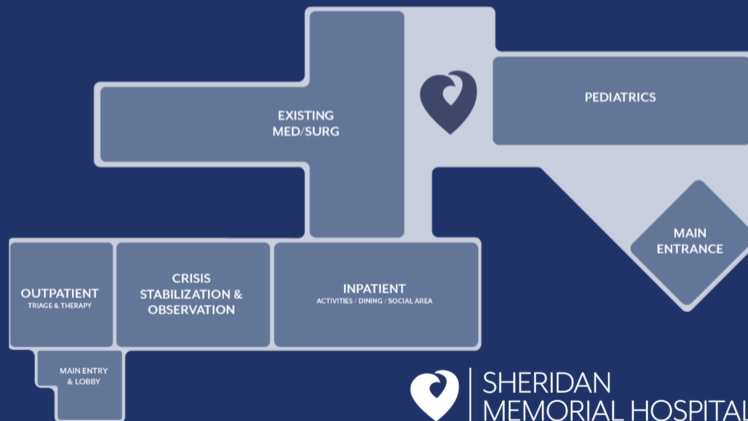 EXISTING
MED/SURG
PEDIATRICS
MAIN
ENTRANCE
OUTPATIENT
TRIAGE & THERAPY
CRISIS
STABILIZATION &
OBSERVATION
INPATIENT
ACTIVITIES / DINING / SOCIAL AREA
MAIN ENTRY
& LOBBY
SHERIDAN
MEMORIAL HOSPITAL